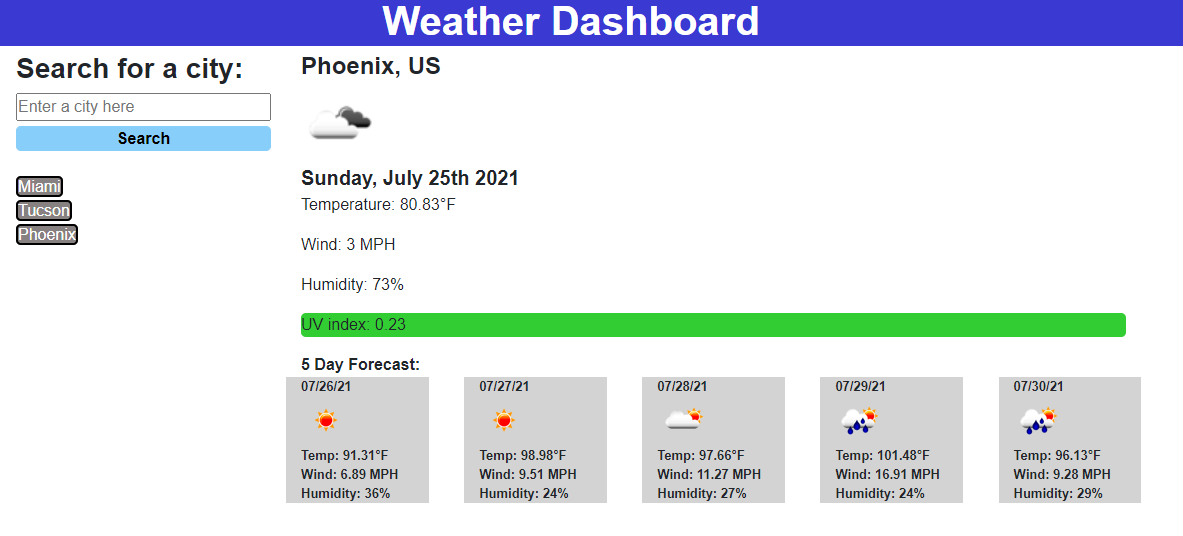 Weather Dashboard
Search for a city:
Enter a city here
Search
Miami
Tucson
Phoenix
Phoenix, US
Sunday, July 25th 2021
Temperature: 80.83°F
Wind: 3 MPH
Humidity: 73%
UV index: 0.23
5 Day Forecast:
07/26/21
Temp: 91.31°F
Wind: 6.89 MPH
Humidity: 36%
07/27/21
Temp: 98.98°F
Wind: 9.51 MPH
Humidity: 24%
07/28/21
Temp: 97.66°F
Wind: 11.27 MPH
Humidity: 27%
07/29/21
Temp: 101.48°F
Wind: 16.91 MPH
Humidity: 24%
07/30/21
Temp: 96.13°F
Wind: 9.28 MPH
Humidity: 29%